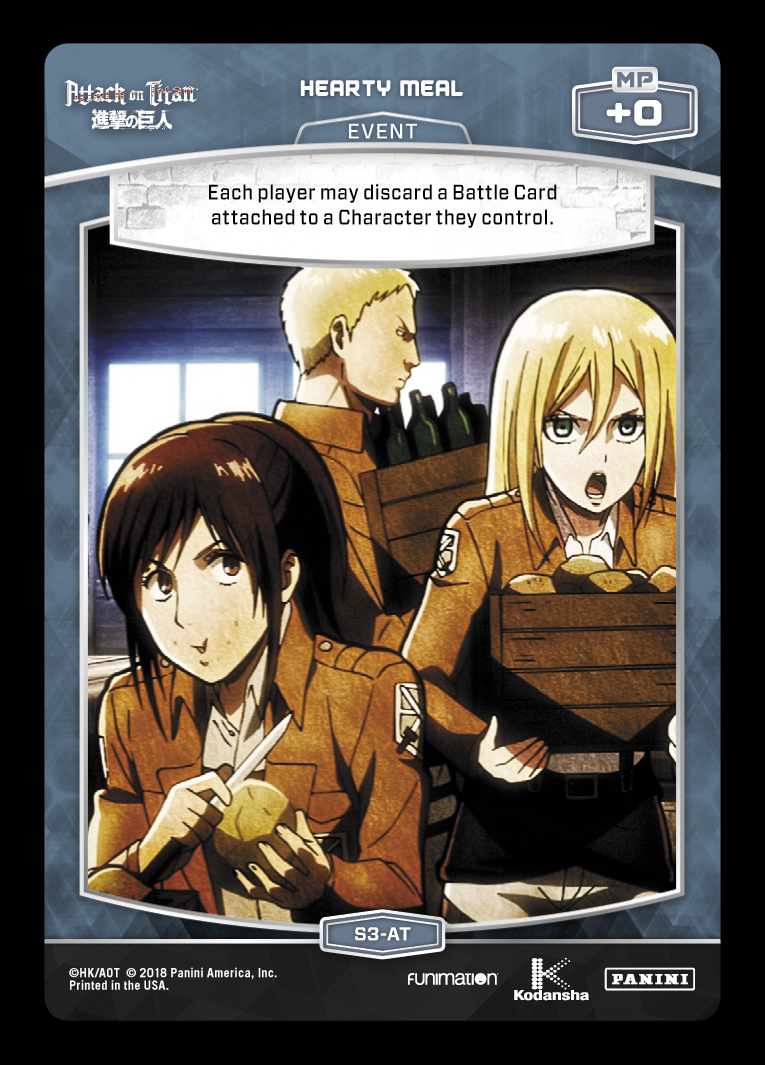 Attack on Titan
進撃の巨人
HEARTY MEAL
EVENT
MP
+0
Each player may discard a Battle Card
attached to a Character they control.
S3-AT
©HK/AOT © 2018 Panini America, Inc.
Printed in the USA.
FUNIMATION
Kodansha
PANINI